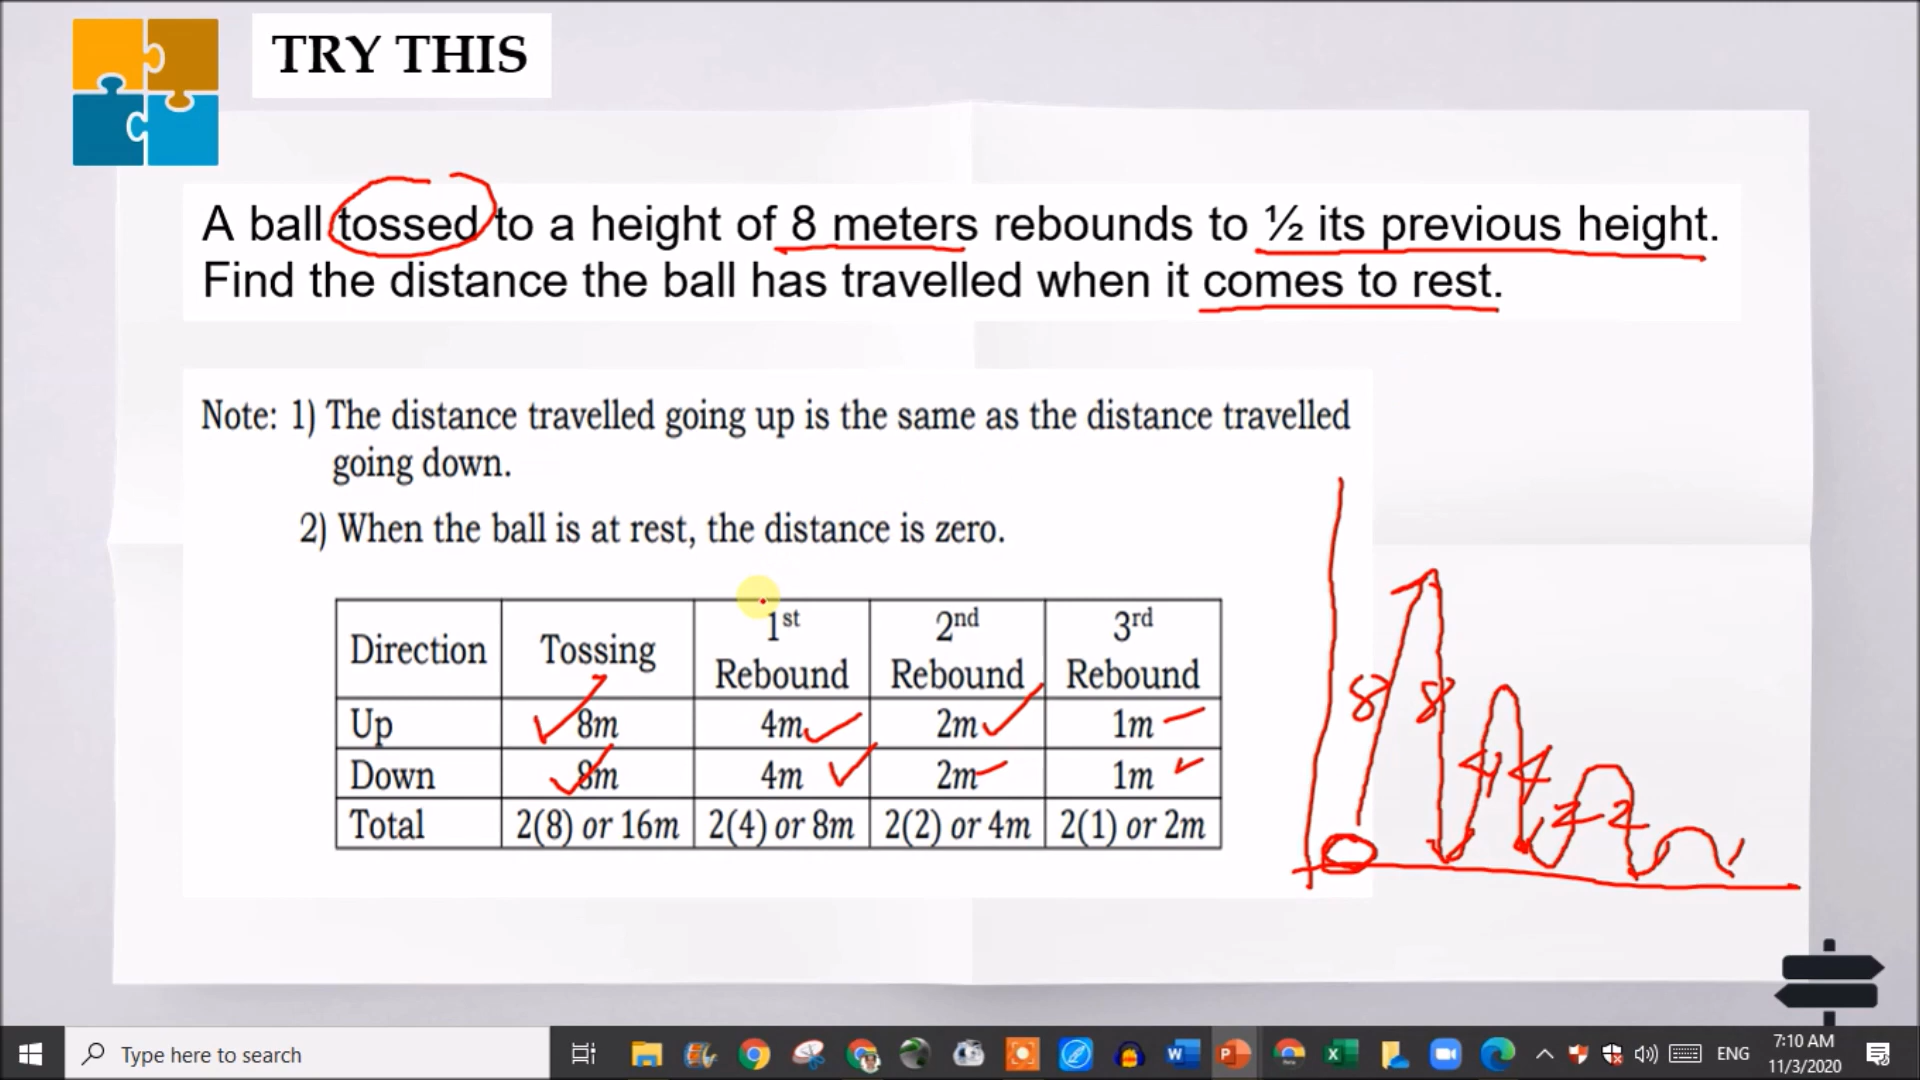 TRY THIS
A ball tossed to a height of 8 meters rebounds to ½ its previous height.
Find the distance the ball has travelled when it comes to rest.
Note: 1) The distance travelled going up is the same as the distance travelled
going down.
2) When the ball is at rest, the distance is zero.
Direction Tossing 1st Rebound 2nd Rebound 3rd Rebound
Up 8m 4m 2m 1m
Down 8m 4m 2m 1m
Total 2(8) or 16m 2(4) or 8m 2(2) or 4m 2(1) or 2m
8 8
4 4
2 2
Type here to search
ENG
7:10 AM
11/3/2020